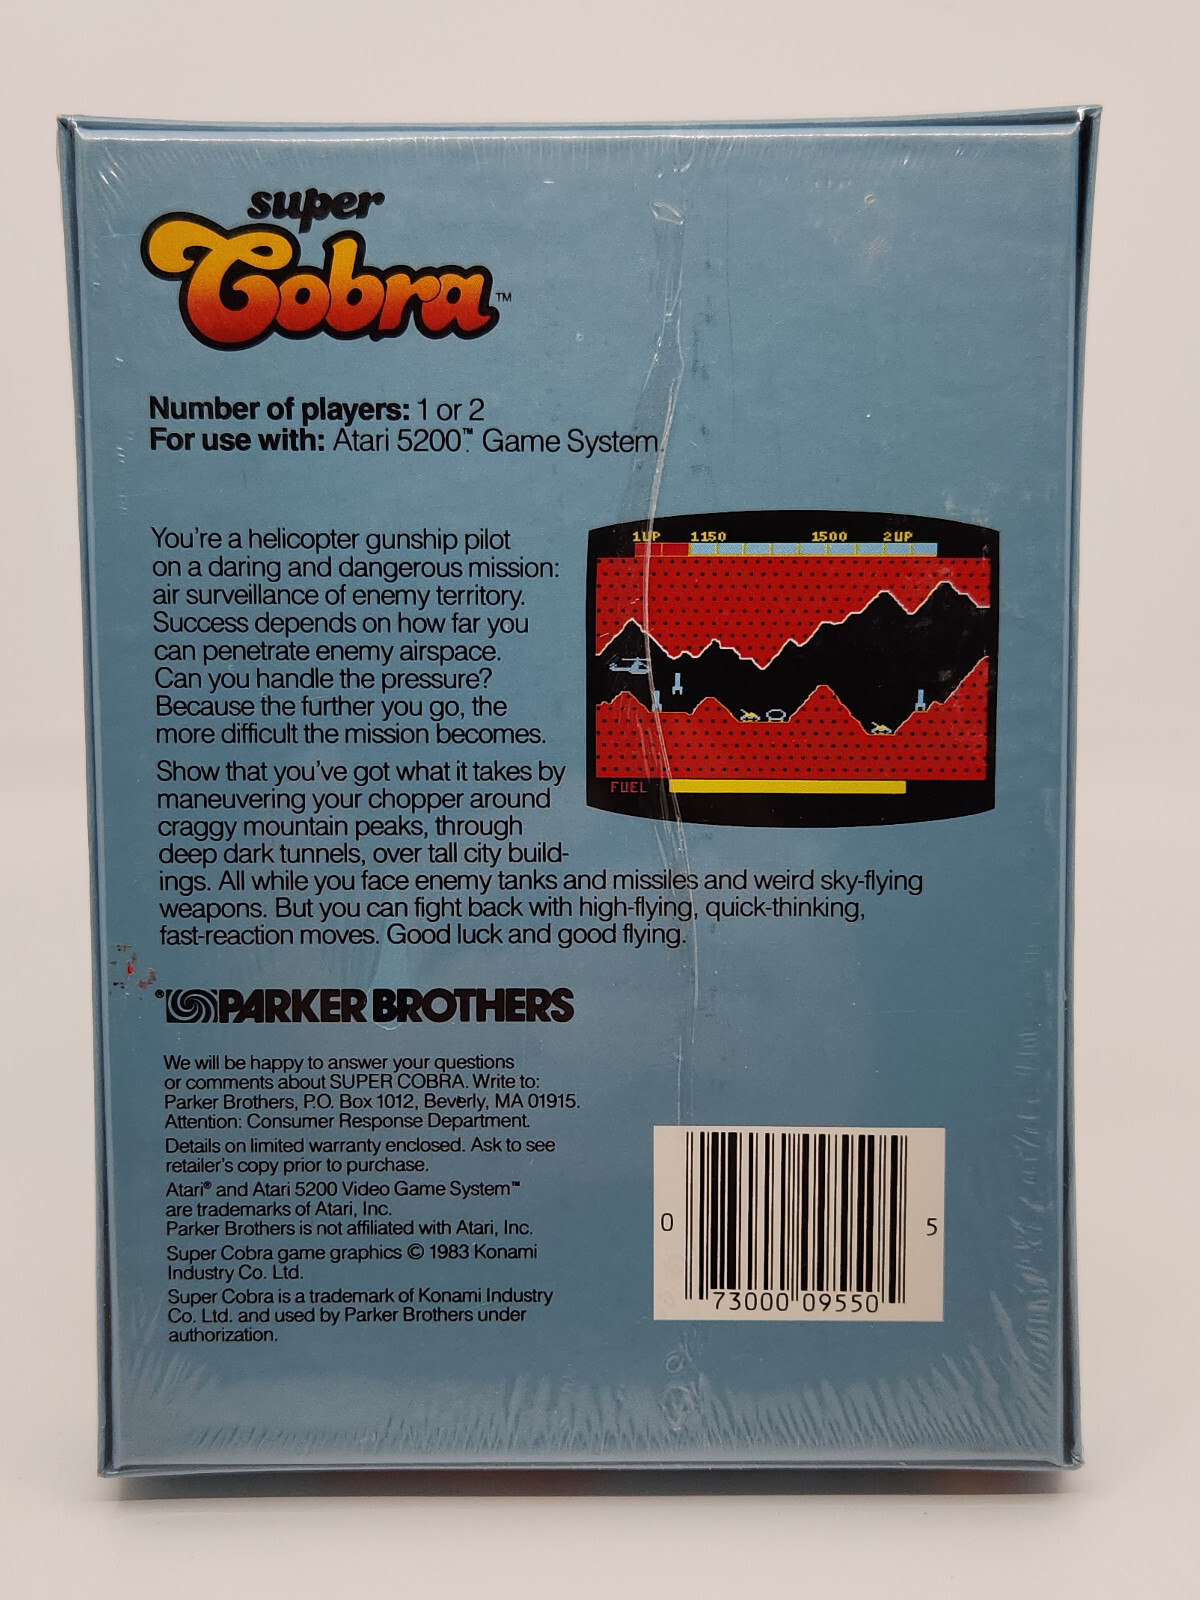 super
Cobra™
Number of players: 1 or 2
For use with: Atari 5200™ Game System.
You're a helicopter gunship pilot
on a daring and dangerous mission:
air surveillance of enemy territory.
Success depends on how far you
can penetrate enemy airspace.
Can you handle the pressure?
Because the further you go, the
more difficult the mission becomes.
1UP 1150 1500 2UP
FUEL
Show that you've got what it takes by
maneuvering your chopper around
craggy mountain peaks, through
deep dark tunnels, over tall city build-
ings. All while you face enemy tanks and missiles and weird sky-flying
weapons. But you can fight back with high-flying, quick-thinking,
fast-reaction moves. Good luck and good flying.
® PARKER BROTHERS
We will be happy to answer your questions
or comments about SUPER COBRA. Write to:
Parker Brothers, P.O. Box 1012, Beverly, MA 01915.
Attention: Consumer Response Department.
Details on limited warranty enclosed. Ask to see
retailer's copy prior to purchase.
Atari® and Atari 5200 Video Game System™
are trademarks of Atari, Inc.
Parker Brothers is not affiliated with Atari, Inc.
Super Cobra game graphics © 1983 Konami
Industry Co. Ltd.
Super Cobra is a trademark of Konami Industry
Co. Ltd. and used by Parker Brothers under
authorization.
0 73000 09550 5